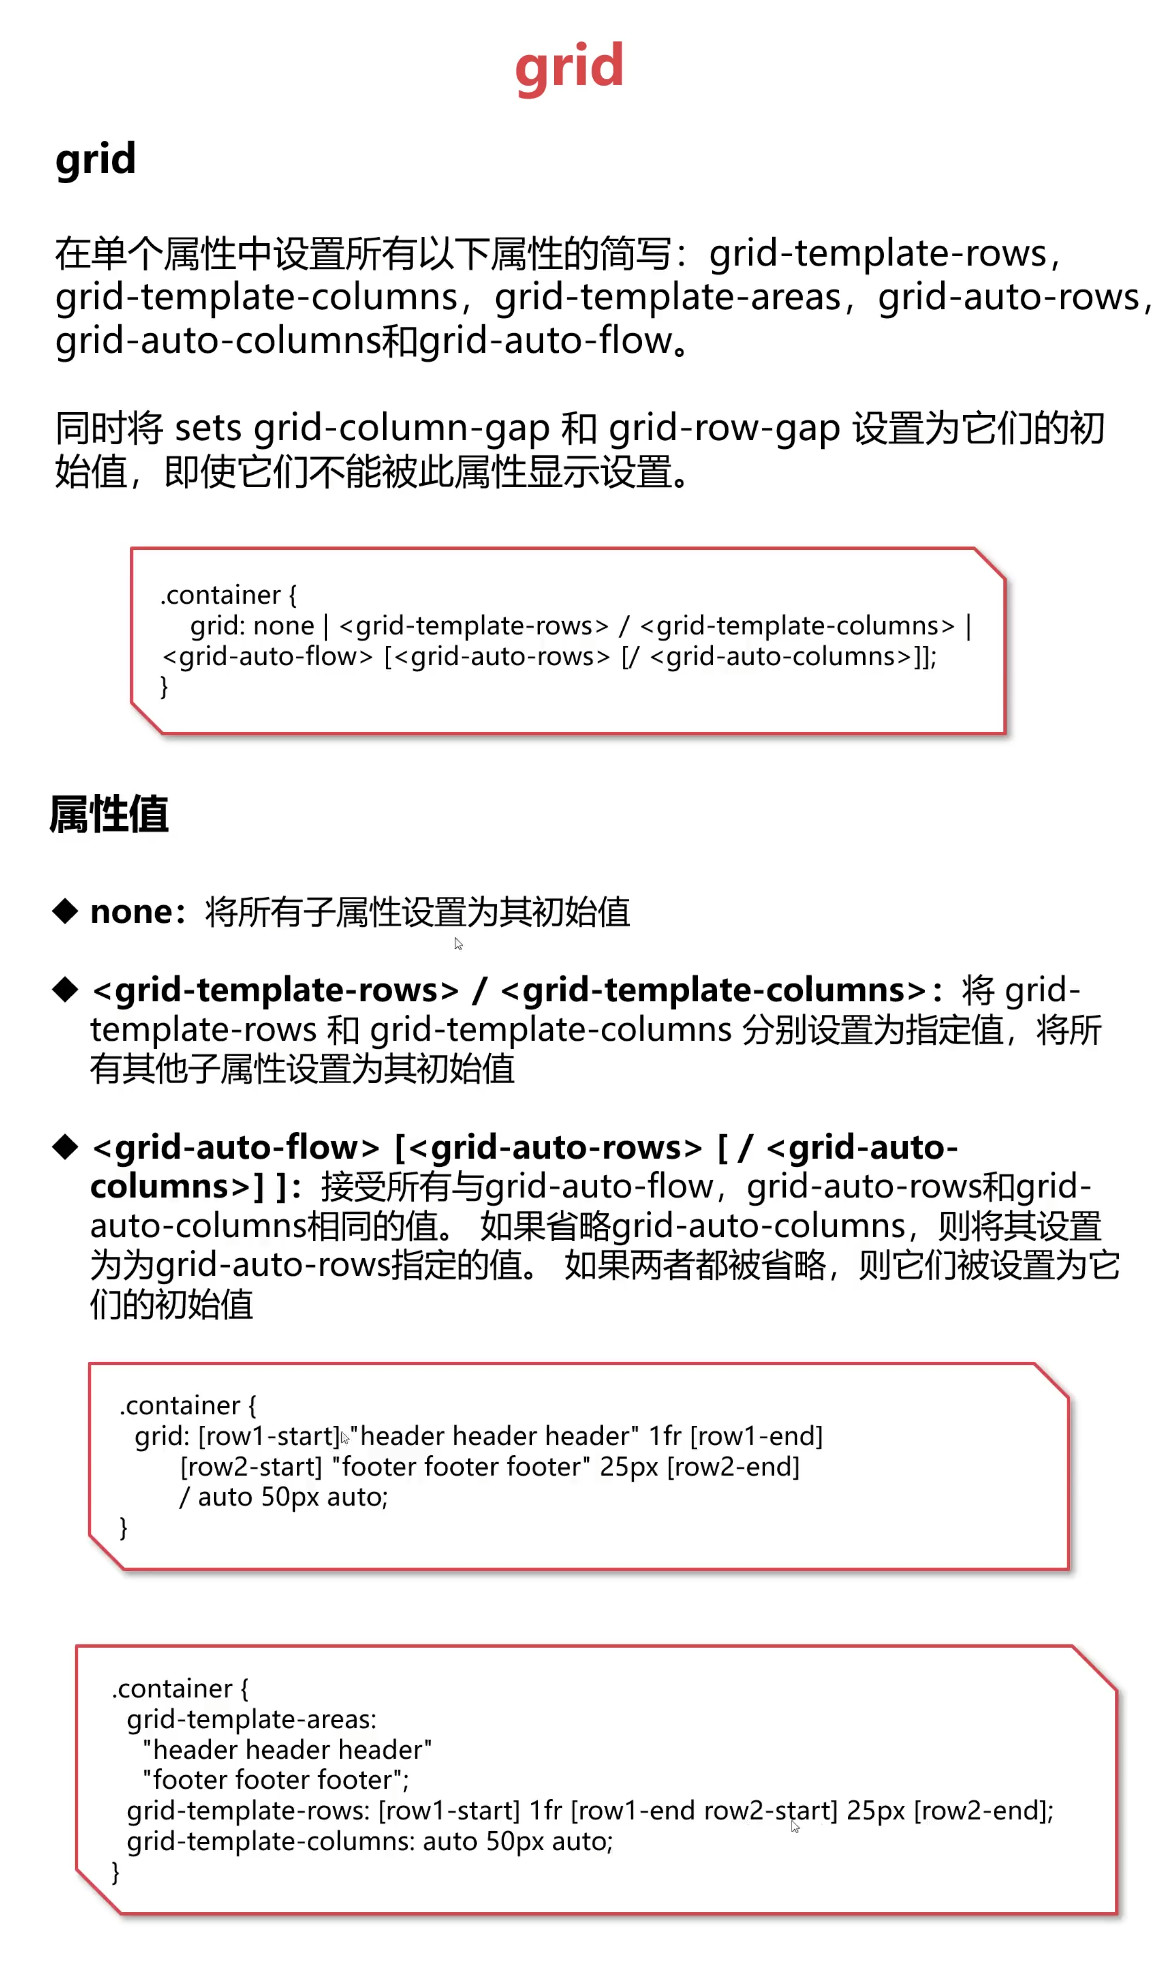 grid
grid
在单个属性中设置所有以下属性的简写：grid-template-rows，
grid-template-columns，grid-template-areas，grid-auto-rows，
grid-auto-columns和grid-auto-flow。
同时将 sets grid-column-gap 和 grid-row-gap 设置为它们的初
始值，即使它们不能被此属性显示设置。
.container {
grid: none | <grid-template-rows> / <grid-template-columns> |
<grid-auto-flow> [<grid-auto-rows> [/ <grid-auto-columns>]];
}
属性值
◆ none：将所有子属性设置为其初始值
◆ <grid-template-rows> / <grid-template-columns>：将 grid-
template-rows 和 grid-template-columns 分别设置为指定值，将所
有其他子属性设置为其初始值
◆ <grid-auto-flow> [<grid-auto-rows> [ / <grid-auto-
columns>] ]：接受所有与grid-auto-flow，grid-auto-rows和grid-
auto-columns相同的值。 如果省略grid-auto-columns，则将其设置
为为grid-auto-rows指定的值。 如果两者都被省略，则它们被设置为它
们的初始值
.container {
grid: [row1-start] "header header header" 1fr [row1-end]
[row2-start] "footer footer footer" 25px [row2-end]
/ auto 50px auto;
}
.container {
grid-template-areas:
"header header header"
"footer footer footer";
grid-template-rows: [row1-start] 1fr [row1-end row2-start] 25px [row2-end];
grid-template-columns: auto 50px auto;
}